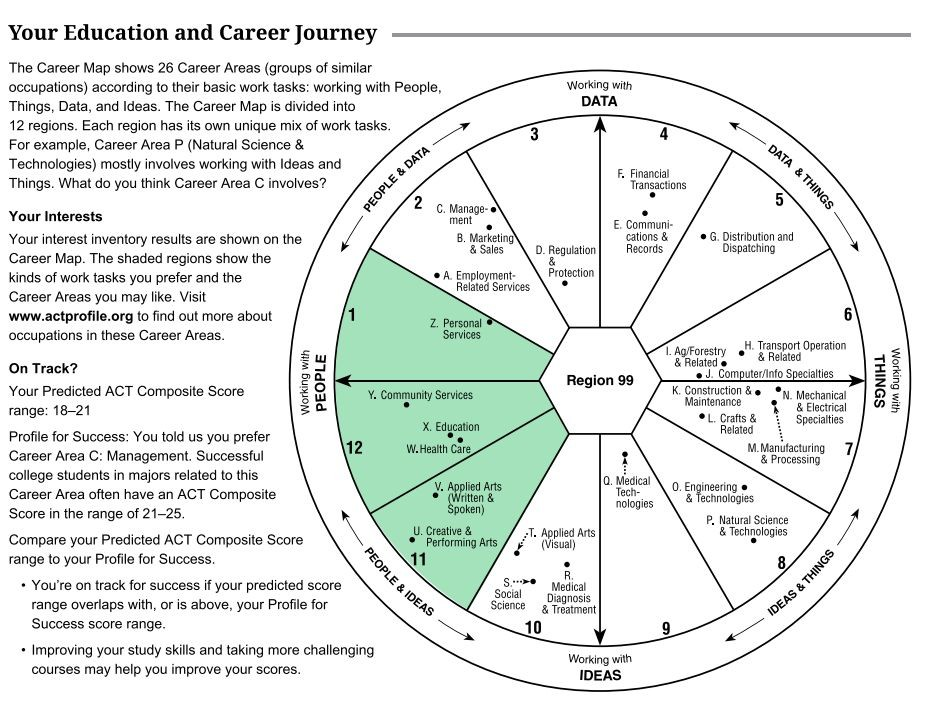 Your Education and Career Journey
The Career Map shows 26 Career Areas (groups of similar
occupations) according to their basic work tasks: working with People,
Things, Data, and Ideas. The Career Map is divided into
12 regions. Each region has its own unique mix of work tasks.
For example, Career Area P (Natural Science &
Technologies) mostly involves working with Ideas and
Things. What do you think Career Area C involves?
Your Interests
Your interest inventory results are shown on the
Career Map. The shaded regions show the
kinds of work tasks you prefer and the
Career Areas you may like. Visit
www.actprofile.org to find out more about
occupations in these Career Areas.
On Track?
Your Predicted ACT Composite Score
range: 18–21
Profile for Success: You told us you prefer
Career Area C: Management. Successful
college students in majors related to this
Career Area often have an ACT Composite
Score in the range of 21–25.
Compare your Predicted ACT Composite Score
range to your Profile for Success.
• You’re on track for success if your predicted score
range overlaps with, or is above, your Profile for
Success score range.
• Improving your study skills and taking more challenging
courses may help you improve your scores.
Working with
DATA
PEOPLE & DATA
DATA & THINGS
3
4
2
5
C. Manage-
ment
B. Marketing
& Sales
A. Employment-
Related Services
D. Regulation
&
Protection
F. Financial
Transactions
E. Communi-
cations &
Records
G. Distribution and
Dispatching
1
6
Z. Personal
Services
I. Ag/Forestry
& Related
H. Transport Operation
& Related
J. Computer/Info Specialties
Working with
PEOPLE
Region 99
Working with
THINGS
Y. Community Services
X. Education
W. Health Care
K. Construction &
Maintenance
L. Crafts &
Related
N. Mechanical
& Electrical
Specialties
M. Manufacturing
& Processing
12
7
V. Applied Arts
(Written &
Spoken)
U. Creative &
Performing Arts
11
Q. Medical
Tech-
nologies
O. Engineering
& Technologies
P. Natural Science
& Technologies
8
T. Applied Arts
(Visual)
S.
Social
Science
R.
Medical
Diagnosis
& Treatment
10
9
PEOPLE & IDEAS
IDEAS & THINGS
Working with
IDEAS